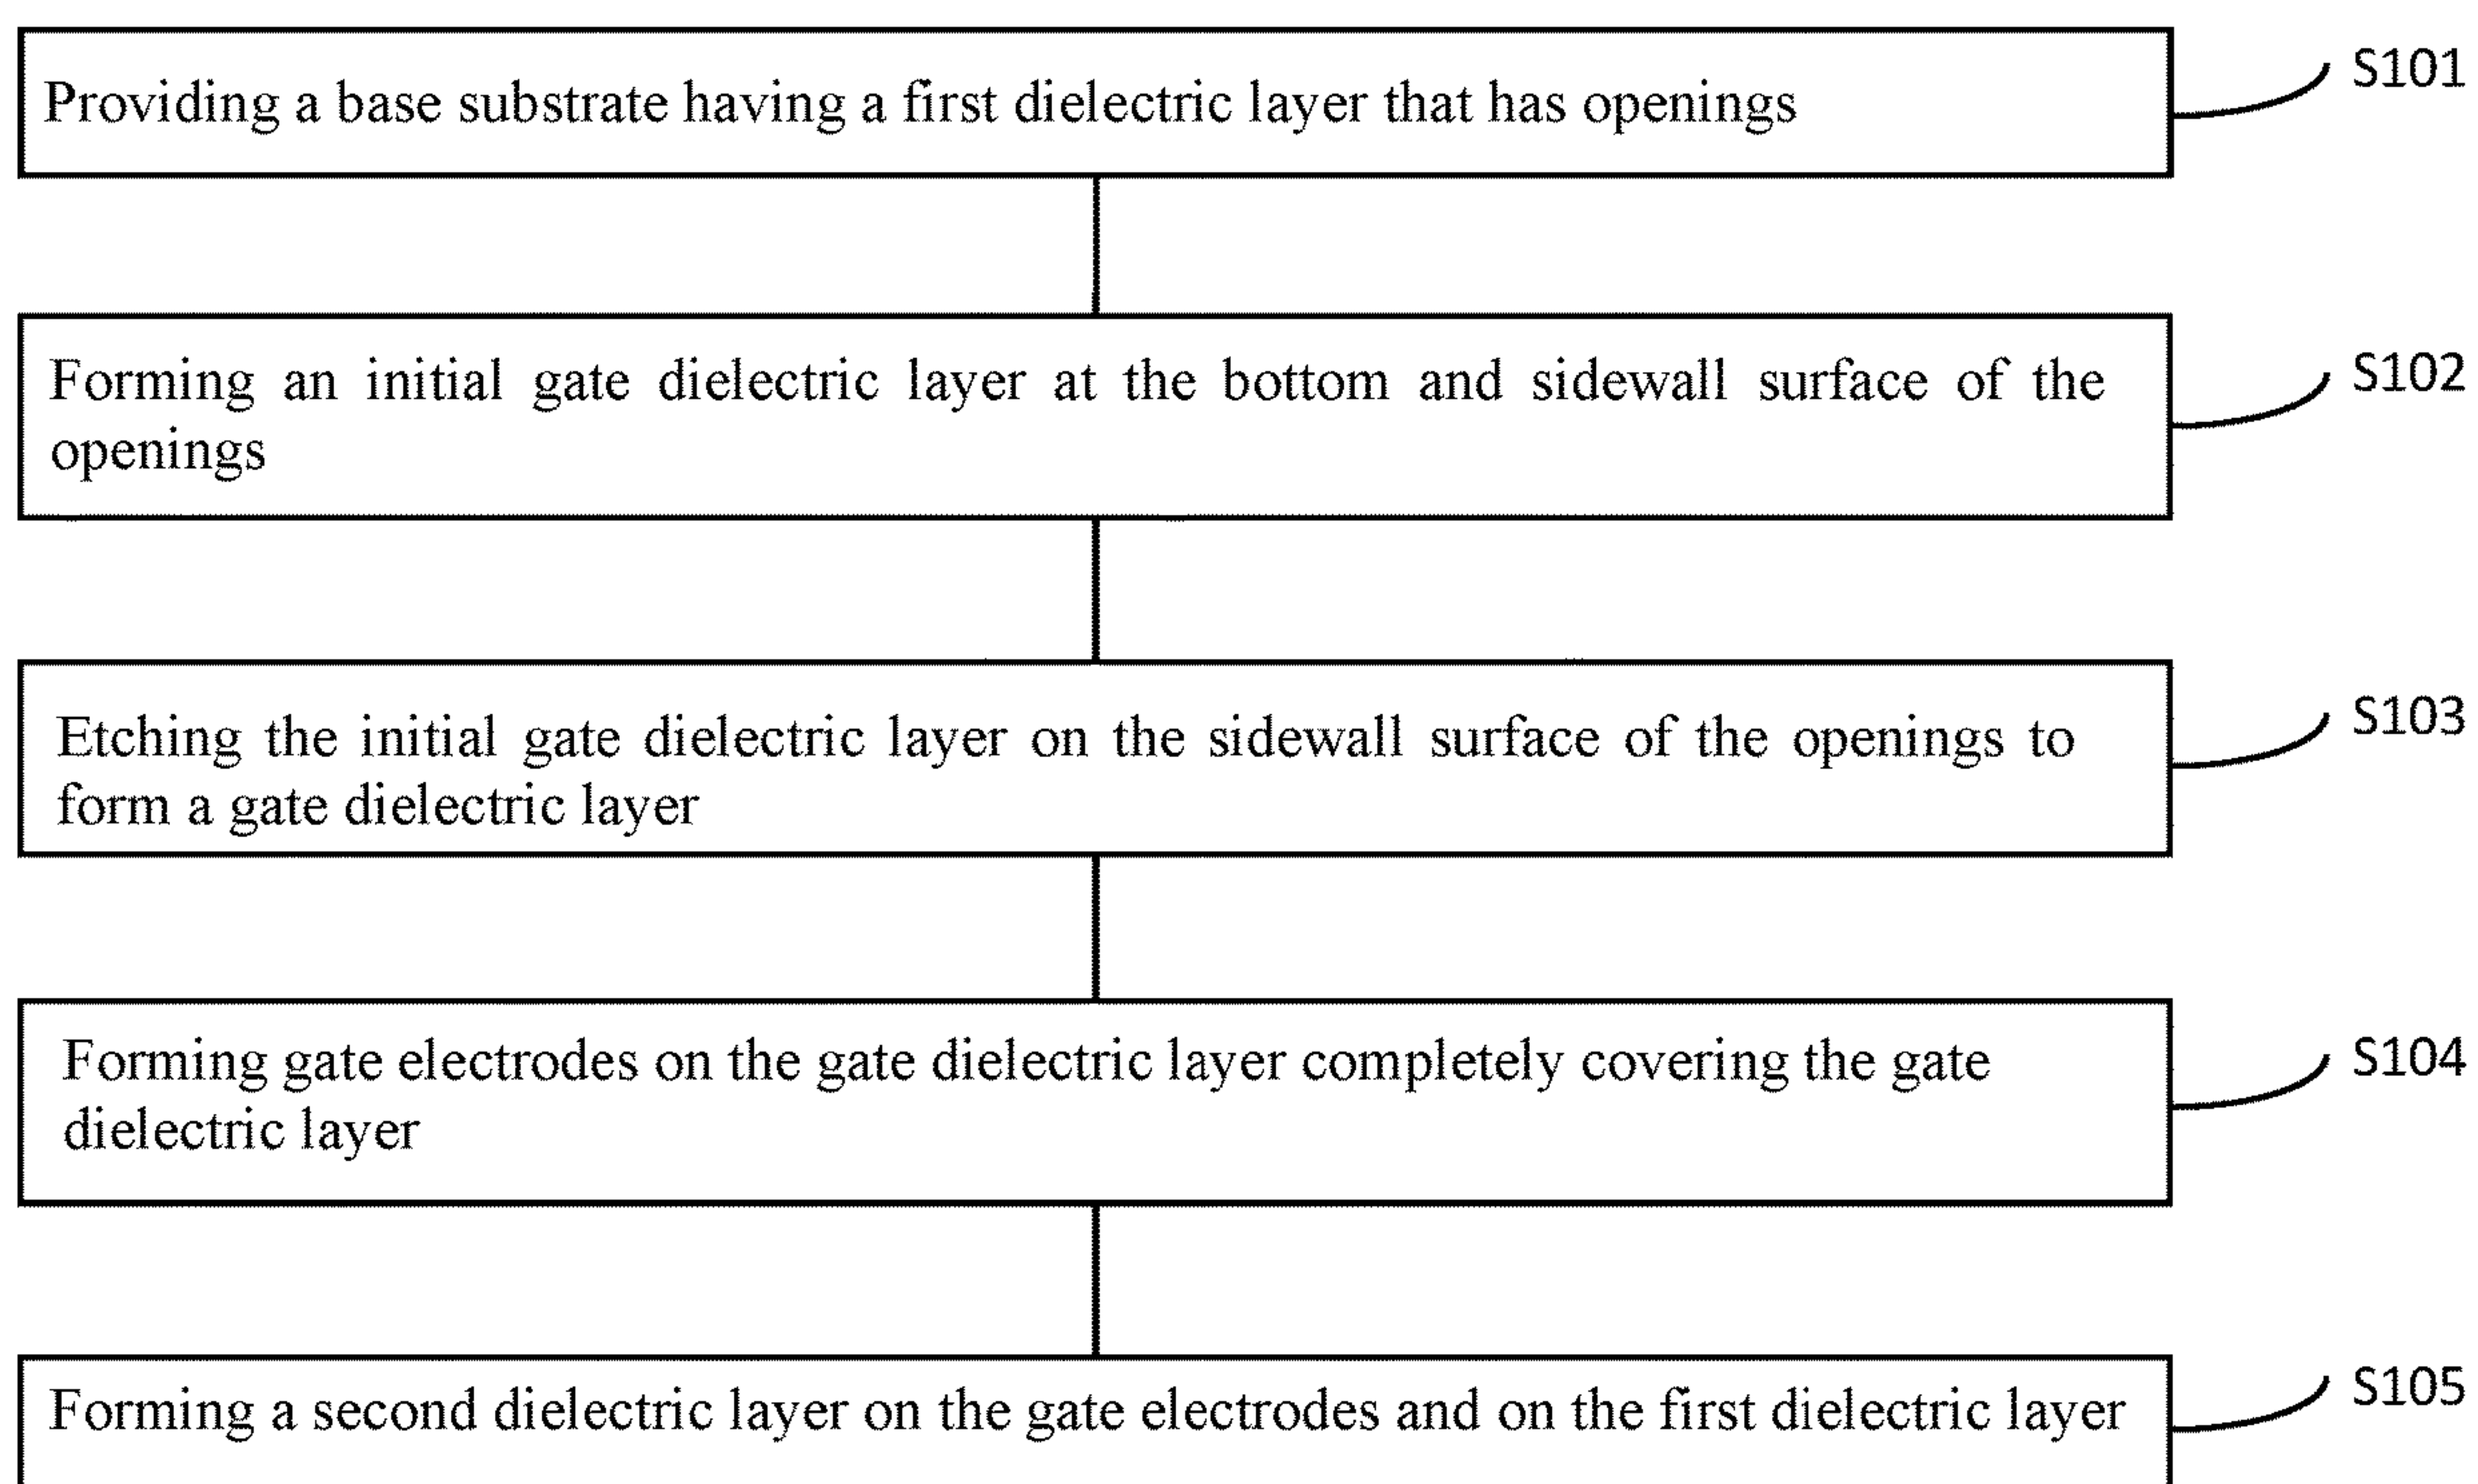 Providing a base substrate having a first dielectric layer that has openings
S101
Forming an initial gate dielectric layer at the bottom and sidewall surface of the
openings
S102
Etching the initial gate dielectric layer on the sidewall surface of the openings to
form a gate dielectric layer
S103
Forming gate electrodes on the gate dielectric layer completely covering the gate
dielectric layer
S104
Forming a second dielectric layer on the gate electrodes and on the first dielectric layer
S105